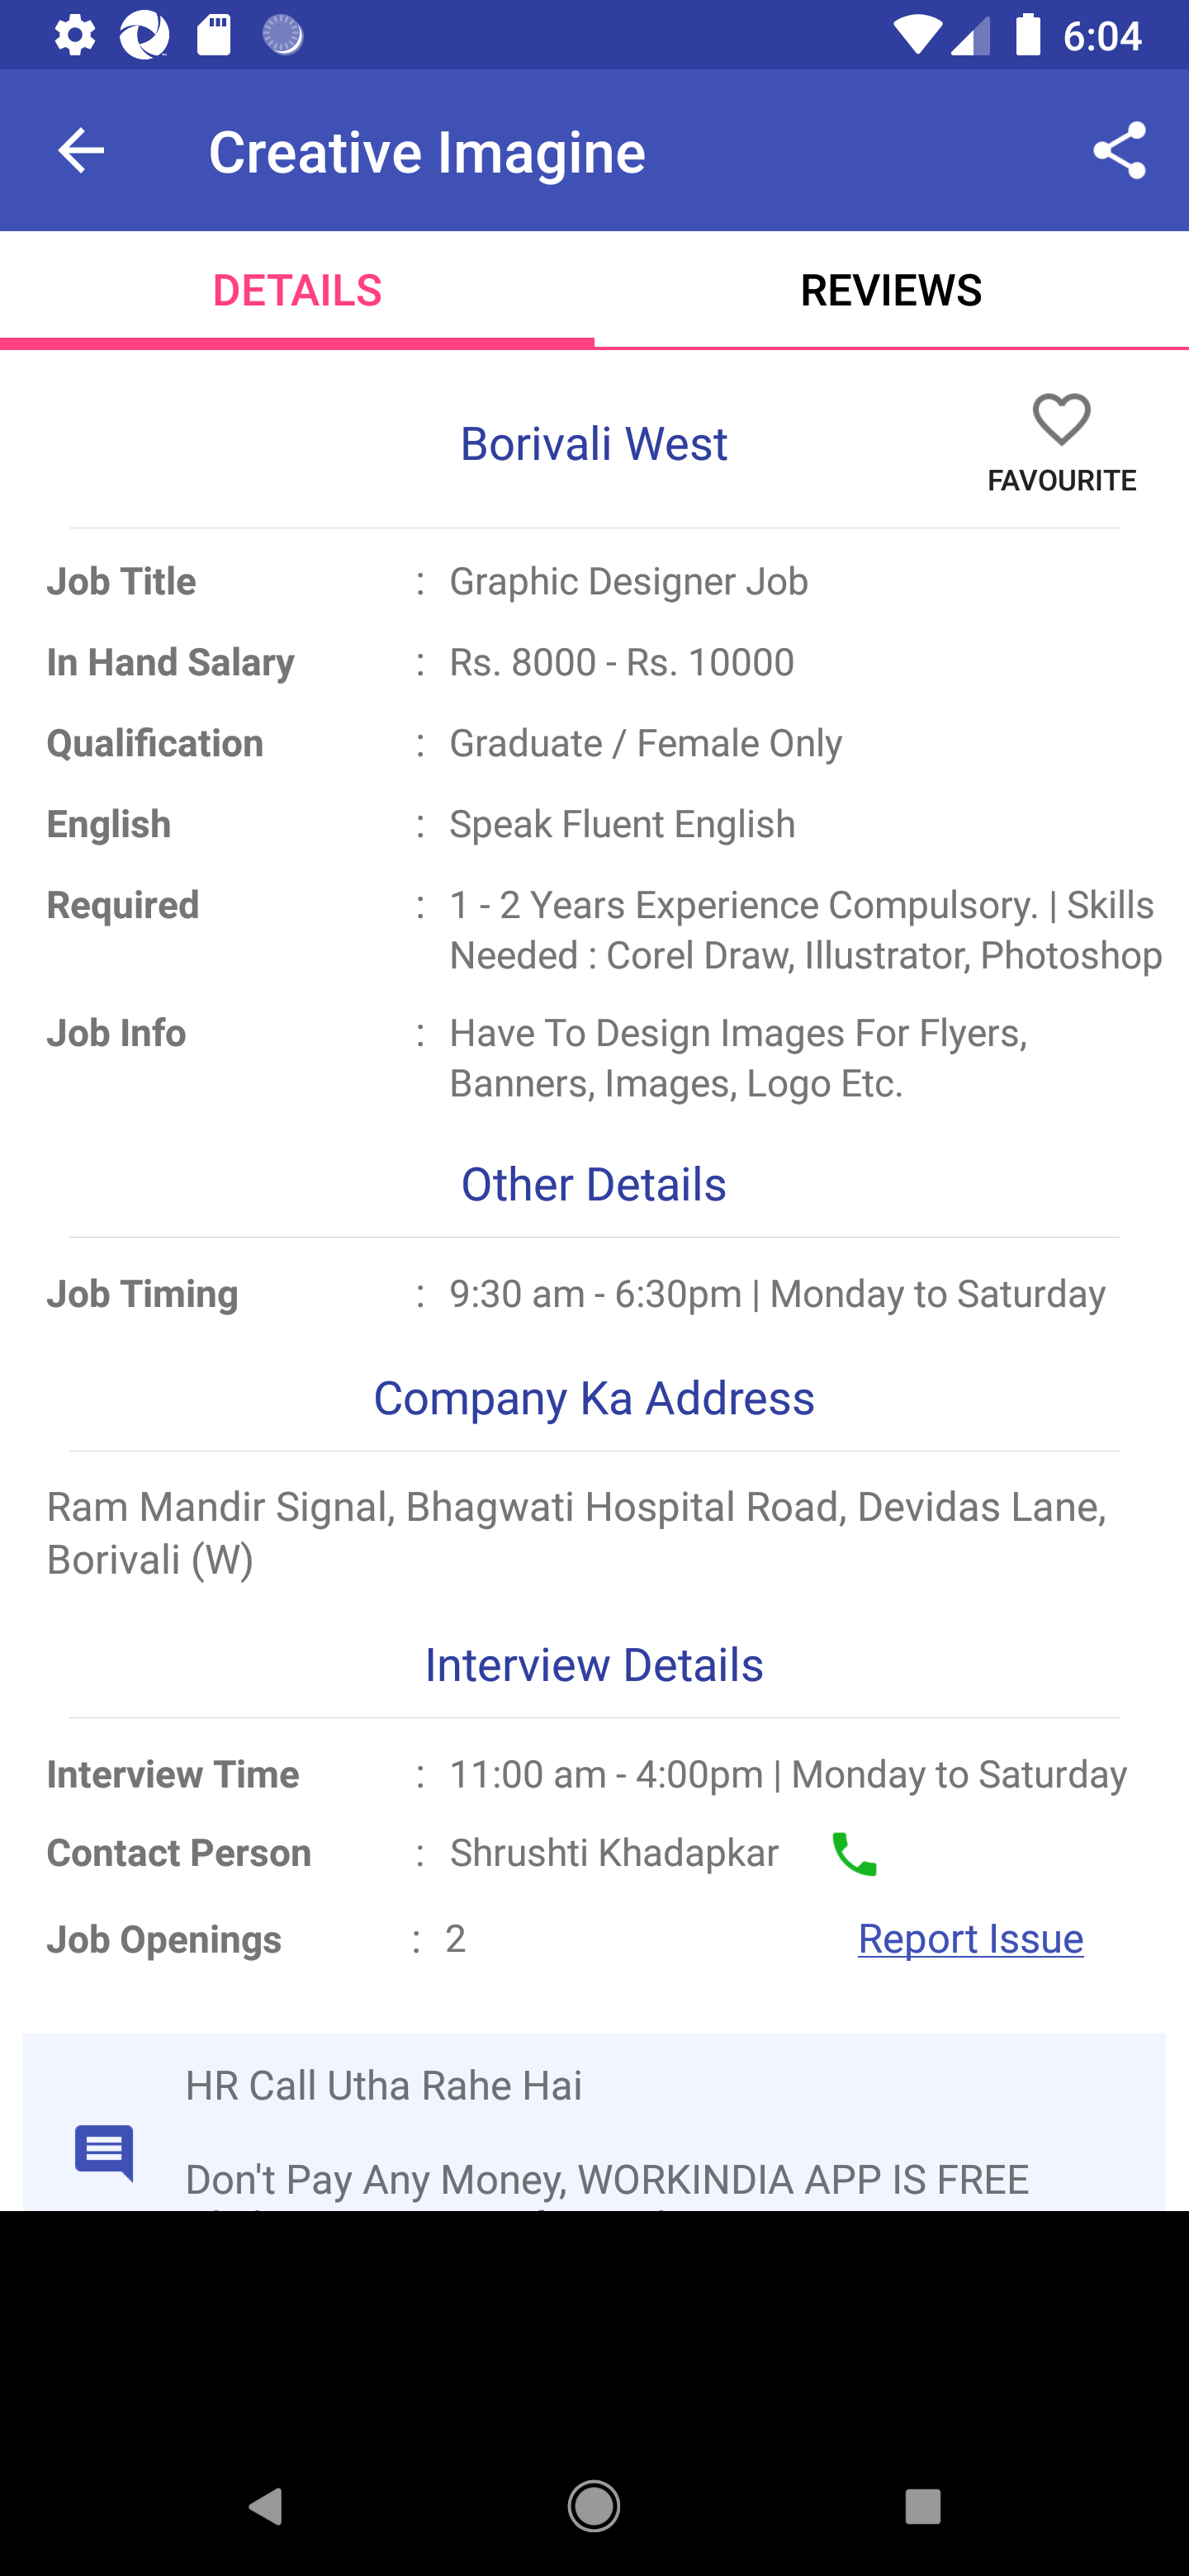 6:04
Creative Imagine
DETAILS
REVIEWS
Borivali West
FAVOURITE
Job Title : Graphic Designer Job
In Hand Salary : Rs. 8000 - Rs. 10000
Qualification : Graduate / Female Only
English : Speak Fluent English
Required : 1 - 2 Years Experience Compulsory. | Skills
Needed : Corel Draw, Illustrator, Photoshop
Job Info : Have To Design Images For Flyers,
Banners, Images, Logo Etc.
Other Details
Job Timing : 9:30 am - 6:30pm | Monday to Saturday
Company Ka Address
Ram Mandir Signal, Bhagwati Hospital Road, Devidas Lane,
Borivali (W)
Interview Details
Interview Time : 11:00 am - 4:00pm | Monday to Saturday
Contact Person : Shrushti Khadapkar
Job Openings : 2
Report Issue
HR Call Utha Rahe Hai
Don't Pay Any Money, WORKINDIA APP IS FREE